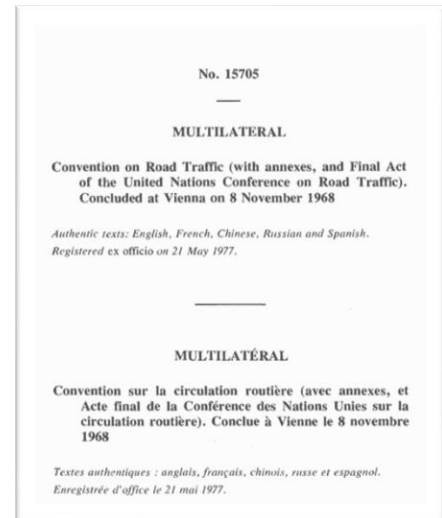 No. 15705
MULTILATERAL
Convention on Road Traffic (with annexes, and Final Act
of the United Nations Conference on Road Traffic).
Concluded at Vienna on 8 November 1968
Authentic texts: English, French, Chinese, Russian and Spanish.
Registered ex officio on 21 May 1977.
MULTILATÉRAL
Convention sur la circulation routière (avec annexes, et
Acte final de la Conférence des Nations Unies sur la
circulation routière). Conclue à Vienne le 8 novembre
1968
Textes authentiques : anglais, français, chinois, russe et espagnol.
Enregistrée d'office le 21 mai 1977.